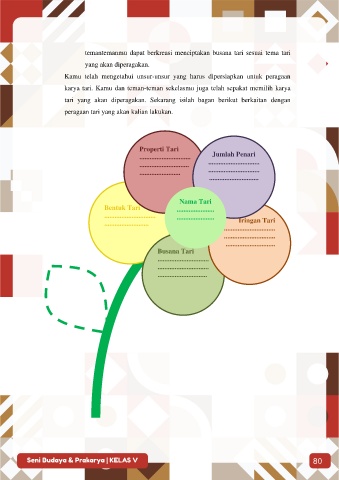 temantemanmu dapat berkreasi menciptakan busana tari sesuai tema tari
yang akan diperagakan.
Kamu telah mengetahui unsur-unsur yang harus dipersiapkan untuk peragaan
karya tari. Kamu dan teman-teman sekelasmu juga telah sepakat memilih karya
tari yang akan diperagakan. Sekarang isilah bagan berikut berkaitan dengan
peragaan tari yang akan kalian lakukan.
Properti Tari
Jumlah Penari
Nama Tari
Bentuk Tari
Iringan Tari
Busana Tari
Seni Budaya & Prakarya | KELAS V
80